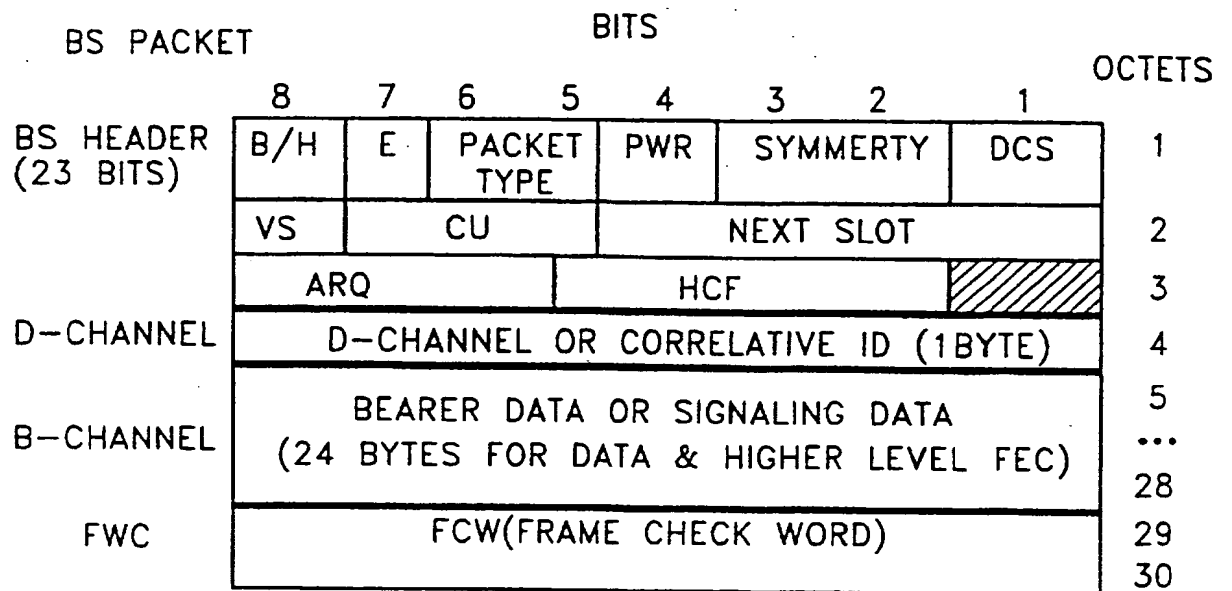 BITS
BS PACKET
OCTETS
8 7 6 5 4 3 2 1
BS HEADER
(23 BITS)
B/H E PACKET TYPE PWR SYMMERTY DCS 1
VS CU NEXT SLOT 2
ARQ HCF 3
D-CHANNEL D-CHANNEL OR CORRELATIVE ID (1BYTE) 4
B-CHANNEL
BEARER DATA OR SIGNALING DATA
(24 BYTES FOR DATA & HIGHER LEVEL FEC)
5
...
28
FWC FCW(FRAME CHECK WORD) 29
30